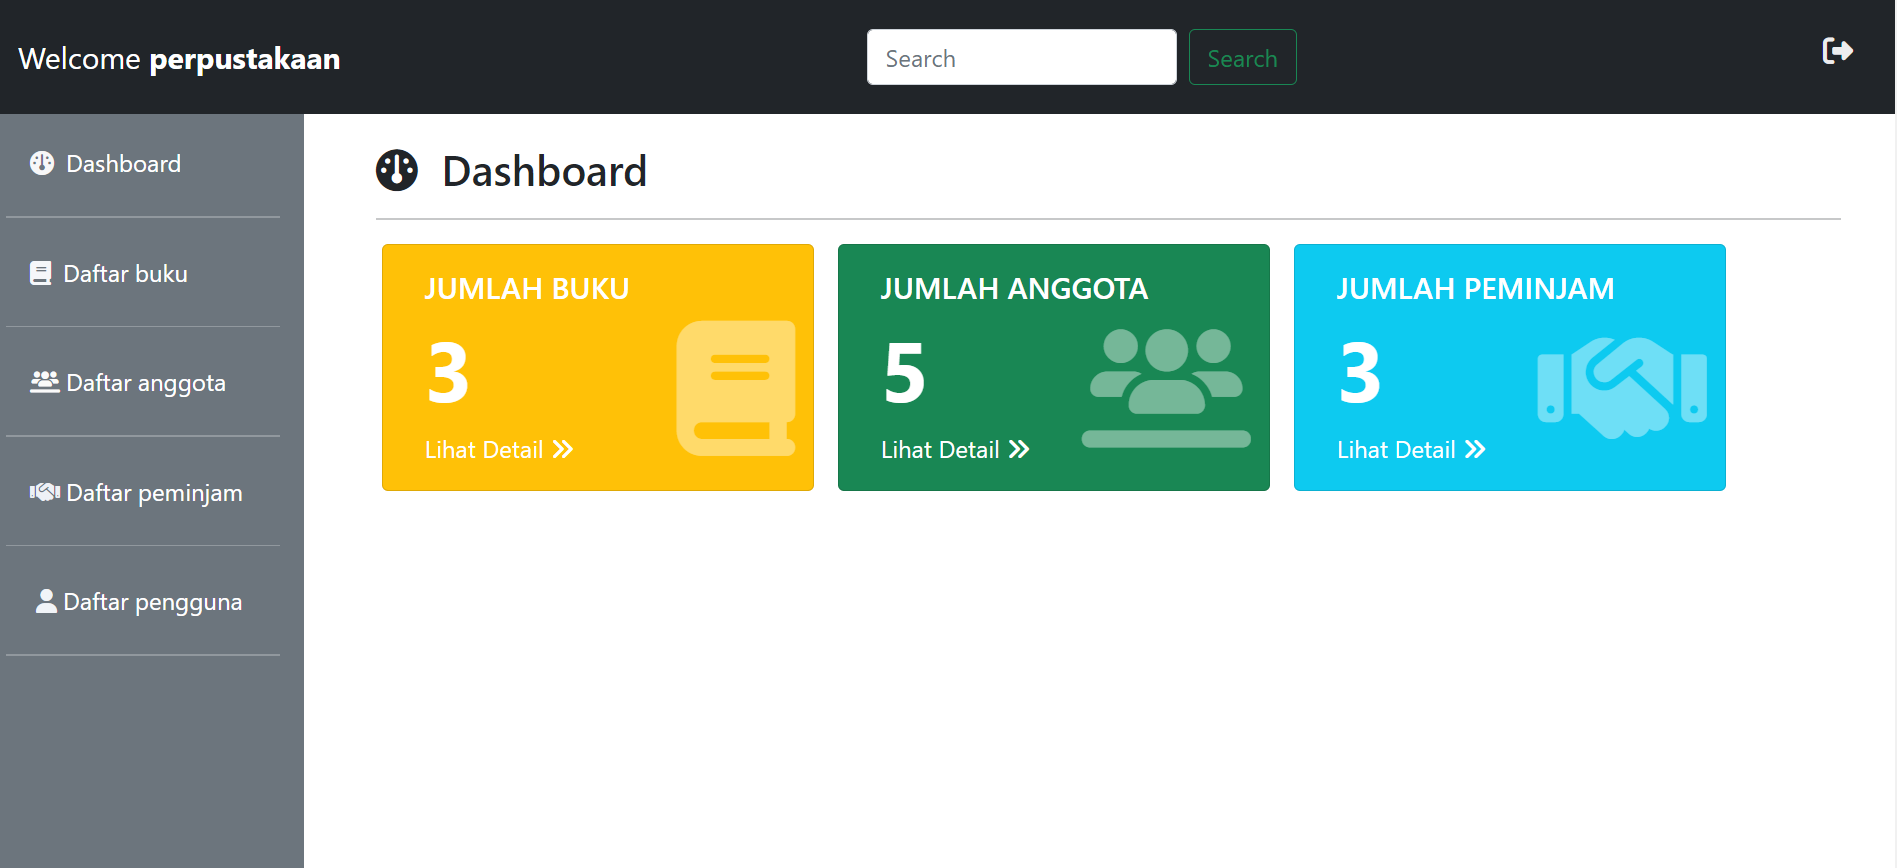 Welcome perpustakaan
Search
Search
Dashboard
Daftar buku
Daftar anggota
Daftar peminjam
Daftar pengguna
Dashboard
JUMLAH BUKU
3
Lihat Detail
JUMLAH ANGGOTA
5
Lihat Detail
JUMLAH PEMINJAM
3
Lihat Detail